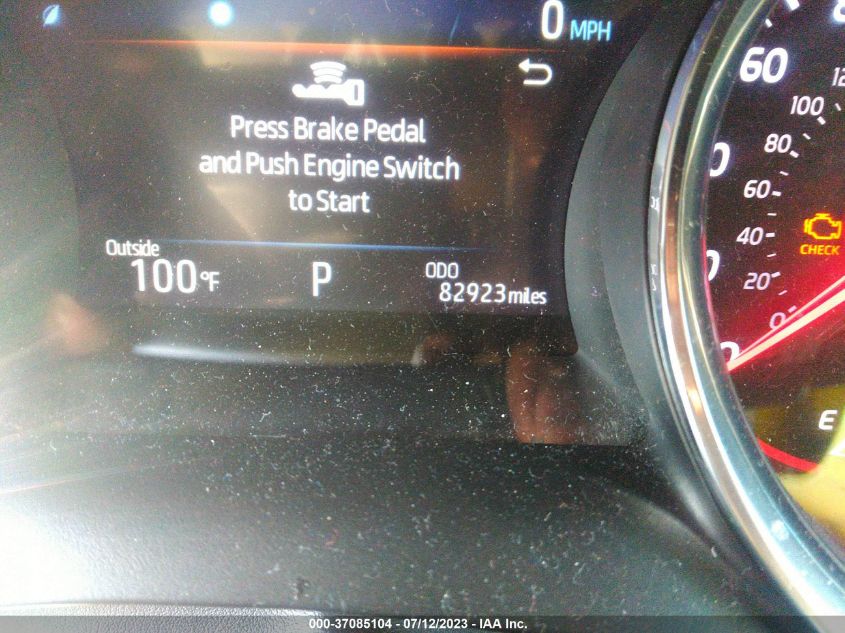 0 MPH
Press Brake Pedal
and Push Engine Switch
to Start
Outside
100°F
P
ODO
82923 miles
60
100
80
60
40
20
0
CHECK
E
000-37085104 - 07/12/2023 - IAA Inc.